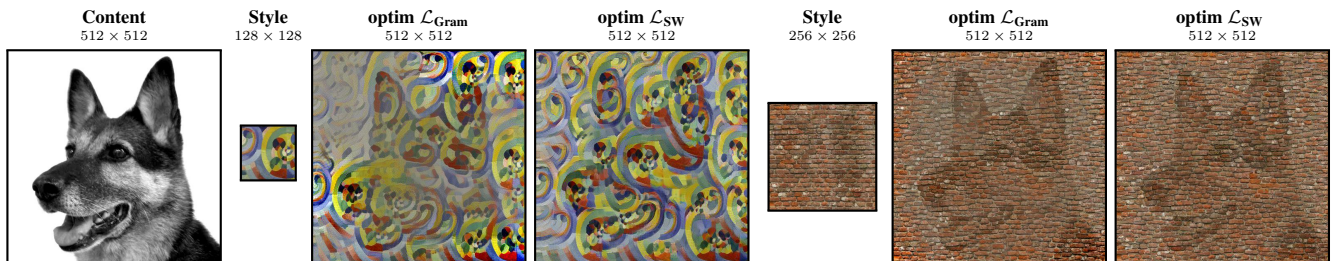 Content
512 × 512
Style
128 × 128
optim ℒGram
512 × 512
optim ℒSW
512 × 512
Style
256 × 256
optim ℒGram
512 × 512
optim ℒSW
512 × 512